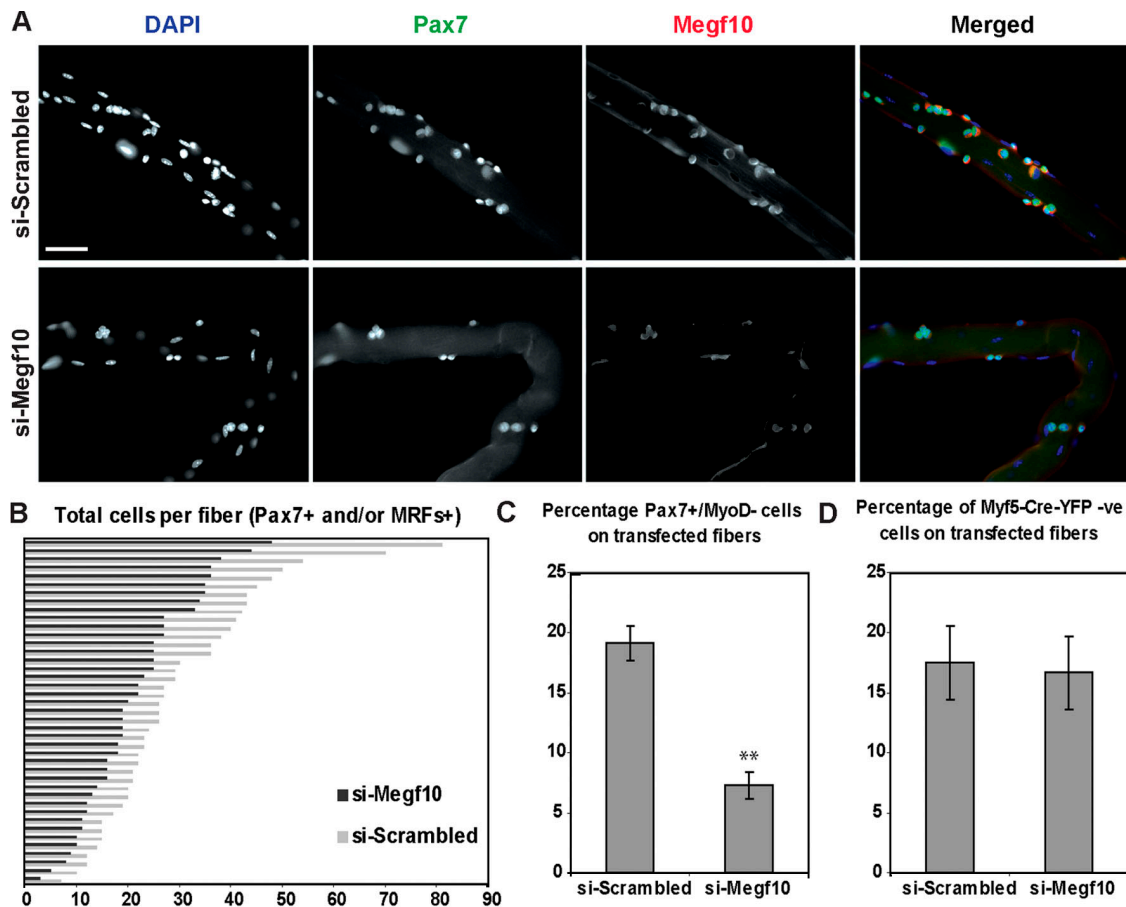 A
DAPI
Pax7
Megf10
Merged
si-Scrambled
si-Megf10
B
Total cells per fiber (Pax7+ and/or MRFs+)
si-Megf10
si-Scrambled
0 10 20 30 40 50 60 70 80 90
C
Percentage Pax7+/MyoD- cells
on transfected fibers
25
20
15
10
5
0
**
si-Scrambled si-Megf10
D
Percentage of Myf5-Cre-YFP -ve
cells on transfected fibers
25
20
15
10
5
0
si-Scrambled si-Megf10